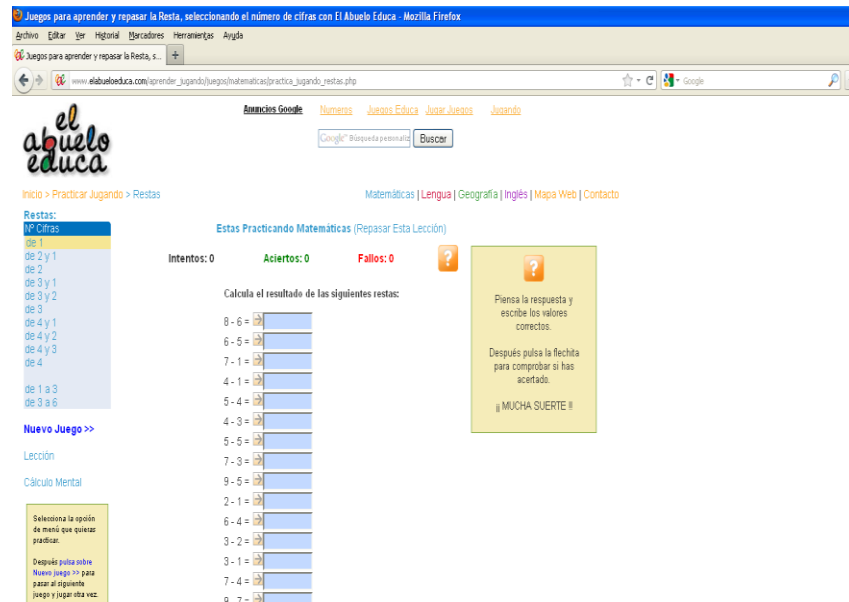 Juegos para aprender y repasar la Resta, seleccionando el número de cifras con El Abuelo Educa - Mozilla Firefox
Archivo Editar Ver Historial Marcadores Herramientas Ayuda
Juegos para aprender y repasar la Resta, s... +
www.elabueloeduca.com/aprender_jugando/juegos/matematicas/practica_jugando_restas.php
Google
el abuelo educa
Anuncios Google Numeros Juegos Educa Jugar Juegos Jugando
Google Búsqueda personaliz Buscar
Inicio > Practicar Jugando > Restas
Matemáticas | Lengua | Geografía | Inglés | Mapa Web | Contacto
Restas:
Nº Cifras
de 1
de 2 y 1
de 2
de 3 y 1
de 3 y 2
de 3
de 4 y 1
de 4 y 2
de 4 y 3
de 4
de 1 a 3
de 3 a 6
Nuevo Juego >>
Lección
Cálculo Mental
Selecciona la opción
de menú que quieras
practicar.
Después pulsa sobre
Nuevo juego >> para
pasar al siguiente
juego y jugar otra vez.
Estas Practicando Matemáticas (Repasar Esta Lección)
Intentos: 0 Aciertos: 0 Fallos: 0 ?
Calcula el resultado de las siguientes restas:
8 - 6 =
6 - 5 =
7 - 1 =
4 - 1 =
5 - 4 =
4 - 3 =
5 - 5 =
7 - 3 =
9 - 5 =
2 - 1 =
6 - 4 =
3 - 2 =
3 - 1 =
7 - 4 =
9 - 7 =
?
Piensa la respuesta y
escribe los valores
correctos.
Después pulsa la flechita
para comprobar si has
acertado.
¡¡ MUCHA SUERTE !!